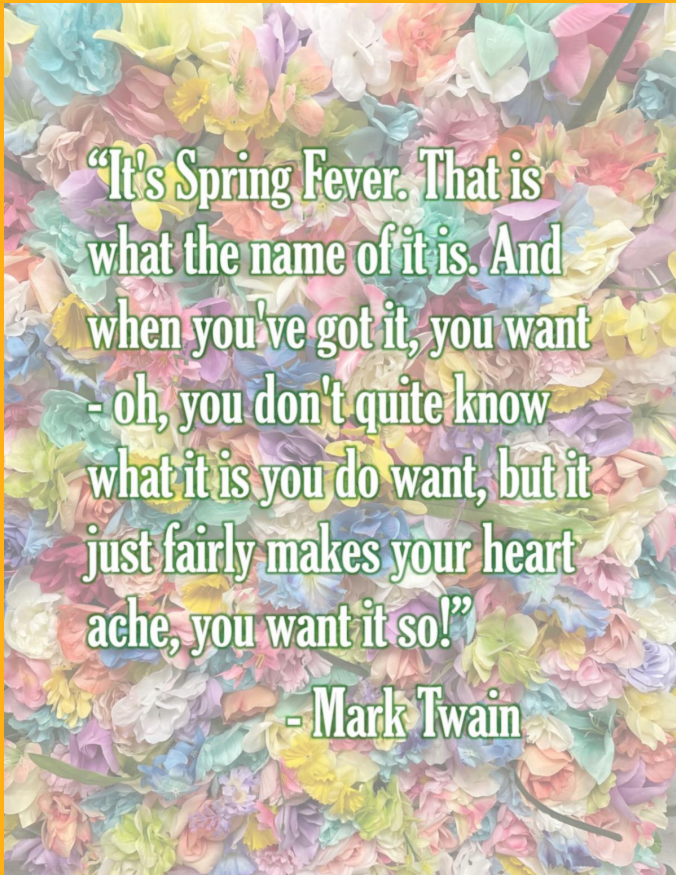 “It's Spring Fever. That is
what the name of it is. And
when you've got it, you want
- oh, you don't quite know
what it is you do want, but it
just fairly makes your heart
ache, you want it so!”
- Mark Twain